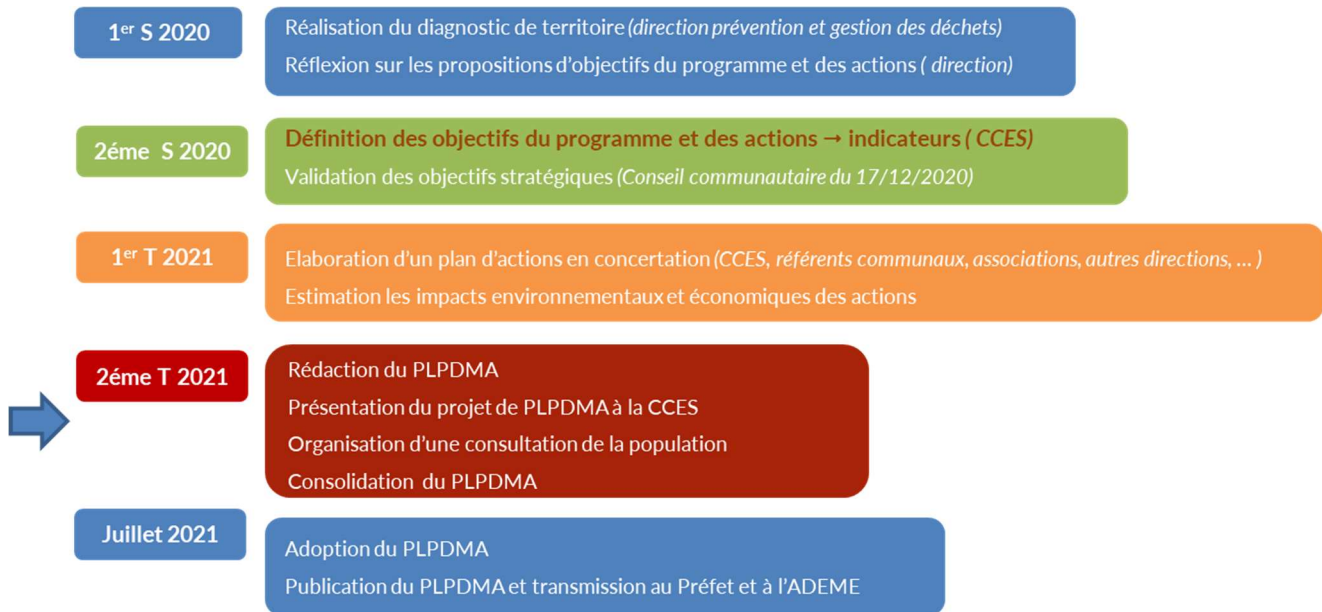 1er S 2020
Réalisation du diagnostic de territoire (direction prévention et gestion des déchets)
Réflexion sur les propositions d’objectifs du programme et des actions ( direction)
2éme S 2020
Définition des objectifs du programme et des actions → indicateurs ( CCES)
Validation des objectifs stratégiques (Conseil communautaire du 17/12/2020)
1er T 2021
Elaboration d’un plan d’actions en concertation (CCES, référents communaux, associations, autres directions, ... )
Estimation les impacts environnementaux et économiques des actions
2éme T 2021
Rédaction du PLPDMA
Présentation du projet de PLPDMA à la CCES
Organisation d’une consultation de la population
Consolidation du PLPDMA
Juillet 2021
Adoption du PLPDMA
Publication du PLPDMA et transmission au Préfet et à l’ADEME